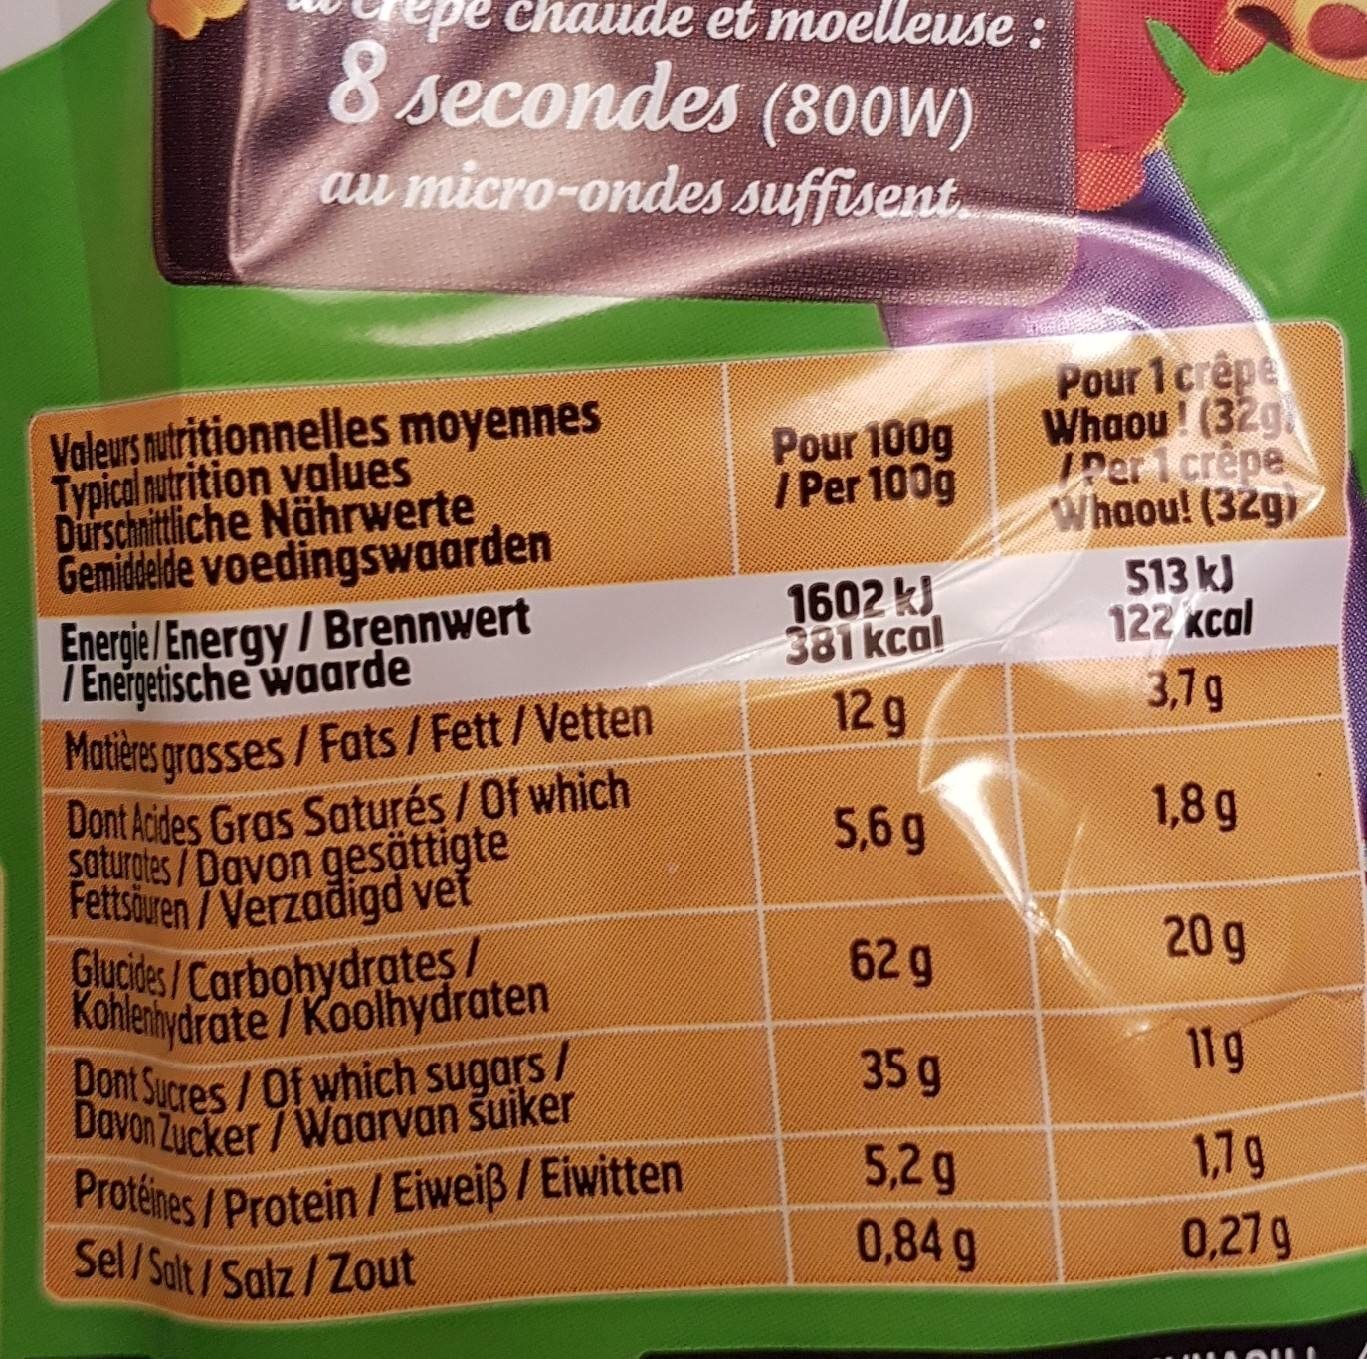 crêpe chaude et moelleuse :
8 secondes (800W)
au micro-ondes suffisent.
Valeurs nutritionnelles moyennes
Typical nutrition values
Durschnittliche Nährwerte
Gemiddelde voedingswaarden
Pour 100g
/ Per 100g
Pour 1 crêpe
Whaou ! (32g)
/ Per 1 crêpe
Whaou! (32g)
Energie / Energy / Brennwert
/ Energetische waarde
1602 kJ
381 kcal
513 kJ
122 kcal
Matières grasses / Fats / Fett / Vetten
12 g
3,7 g
Dont Acides Gras Saturés / Of which
saturates / Davon gesättigte
Fettsäuren / Verzadigd vet
5,6 g
1,8 g
Glucides / Carbohydrates /
Kohlenhydrate / Koolhydraten
62 g
20 g
Dont Sucres / Of which sugars /
Davon Zucker / Waarvan suiker
35 g
11 g
Protéines / Protein / Eiweiß / Eiwitten
5,2 g
1,7 g
Sel / Salt / Salz / Zout
0,84 g
0,27 g